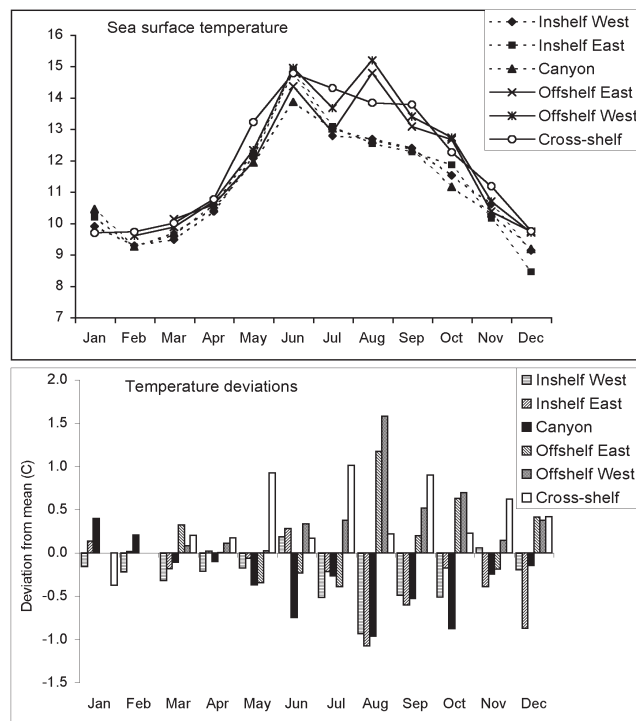 Sea surface temperature
Inshelf West
Inshelf East
Canyon
Offshelf East
Offshelf West
Cross-shelf
16
15
14
13
12
11
10
9
8
7
Jan Feb Mar Apr May Jun Jul Aug Sep Oct Nov Dec
Temperature deviations
Inshelf West
Inshelf East
Canyon
Offshelf East
Offshelf West
Cross-shelf
Deviation from mean (C)
2.0
1.5
1.0
0.5
0.0
-0.5
-1.0
-1.5
Jan Feb Mar Apr May Jun Jul Aug Sep Oct Nov Dec